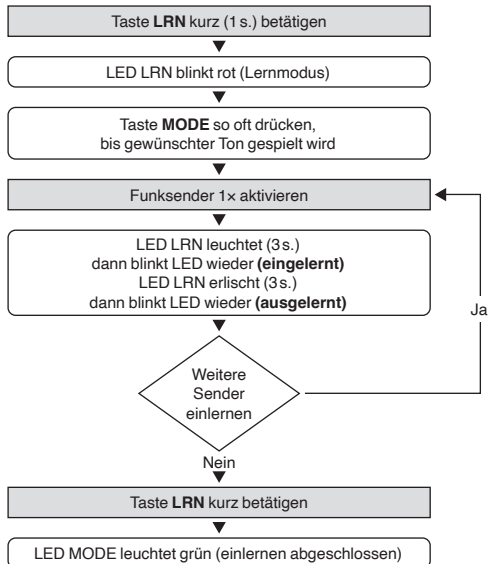 Taste LRN kurz (1 s.) betätigen
LED LRN blinkt rot (Lernmodus)
Taste MODE so oft drücken,
bis gewünschter Ton gespielt wird
Funksender 1× aktivieren
LED LRN leuchtet (3 s.)
dann blinkt LED wieder (eingelernt)
LED LRN erlischt (3 s.)
dann blinkt LED wieder (ausgelernt)
Ja
Weitere
Sender
einlernen
Nein
Taste LRN kurz betätigen
LED MODE leuchtet grün (einlernen abgeschlossen)